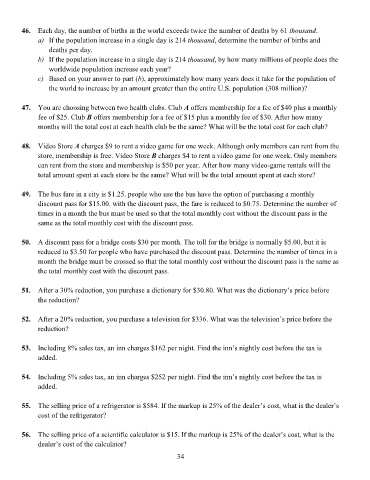 46. Each day, the number of births in the world exceeds twice the number of deaths by 61 thousand.
a) If the population increase in a single day is 214 thousand, determine the number of births and
deaths per day.
b) If the population increase in a single day is 214 thousand, by how many millions of people does the
worldwide population increase each year?
c) Based on your answer to part (b), approximately how many years does it take for the population of
the world to increase by an amount greater than the entire U.S. population (308 million)?
47. You are choosing between two health clubs. Club A offers membership for a fee of $40 plus a monthly
fee of $25. Club B offers membership for a fee of $15 plus a monthly fee of $30. After how many
months will the total cost at each health club be the same? What will be the total cost for each club?
48. Video Store A charges $9 to rent a video game for one week. Although only members can rent from the
store, membership is free. Video Store B charges $4 to rent a video game for one week. Only members
can rent from the store and membership is $50 per year. After how many video-game rentals will the
total amount spent at each store be the same? What will be the total amount spent at each store?
49. The bus fare in a city is $1.25. people who use the bus have the option of purchasing a monthly
discount pass for $15.00. with the discount pass, the fare is reduced to $0.75. Determine the number of
times in a month the bus must be used so that the total monthly cost without the discount pass is the
same as the total monthly cost with the discount pass.
50. A discount pass for a bridge costs $30 per month. The toll for the bridge is normally $5.00, but it is
reduced to $3.50 for people who have purchased the discount pass. Determine the number of times in a
month the bridge must be crossed so that the total monthly cost without the discount pass is the same as
the total monthly cost with the discount pass.
51. After a 30% reduction, you purchase a dictionary for $30.80. What was the dictionary's price before
the reduction?
52. After a 20% reduction, you purchase a television for $336. What was the television's price before the
reduction?
53. Including 8% sales tax, an inn charges $162 per night. Find the inn's nightly cost before the tax is
added.
54. Including 5% sales tax, an inn charges $252 per night. Find the inn's nightly cost before the tax is
added.
55. The selling price of a refrigerator is $584. If the markup is 25% of the dealer's cost, what is the dealer's
cost of the refrigerator?
56. The selling price of a scientific calculator is $15. If the markup is 25% of the dealer's cost, what is the
dealer's cost of the calculator?
34